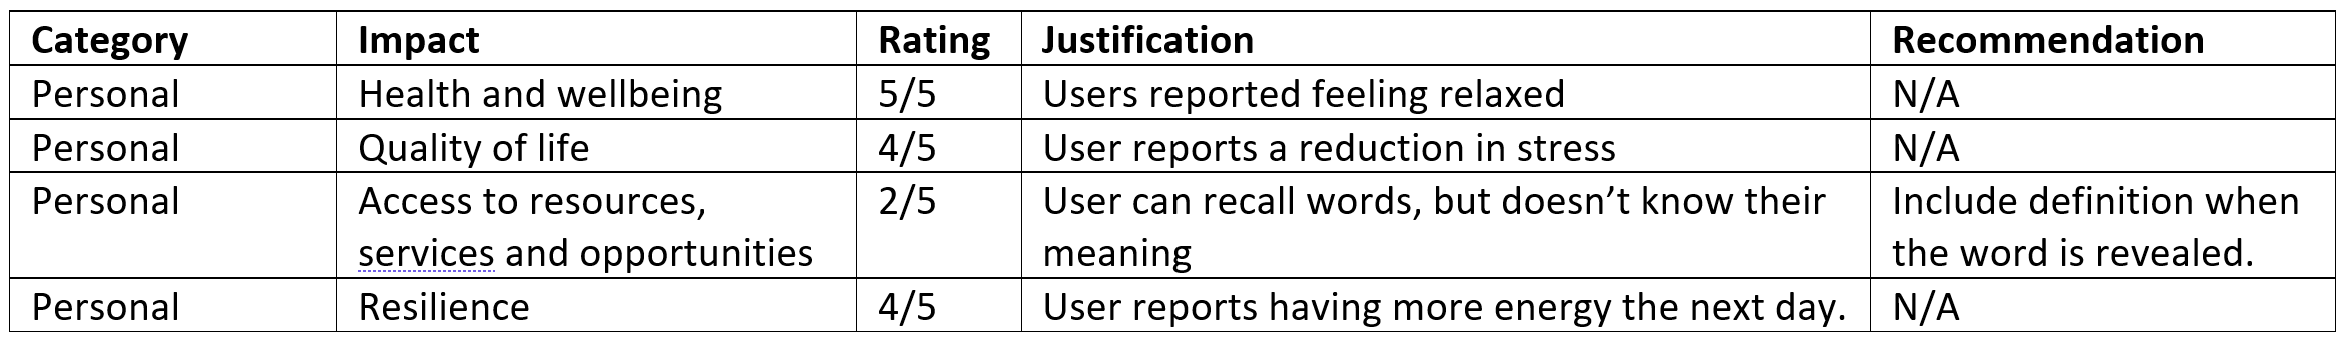 Category Impact Rating Justification Recommendation
Personal Health and wellbeing 5/5 Users reported feeling relaxed N/A
Personal Quality of life 4/5 User reports a reduction in stress N/A
Personal Access to resources, 2/5 User can recall words, but doesn’t know their Include definition when
services and opportunities meaning the word is revealed.
Personal Resilience 4/5 User reports having more energy the next day. N/A